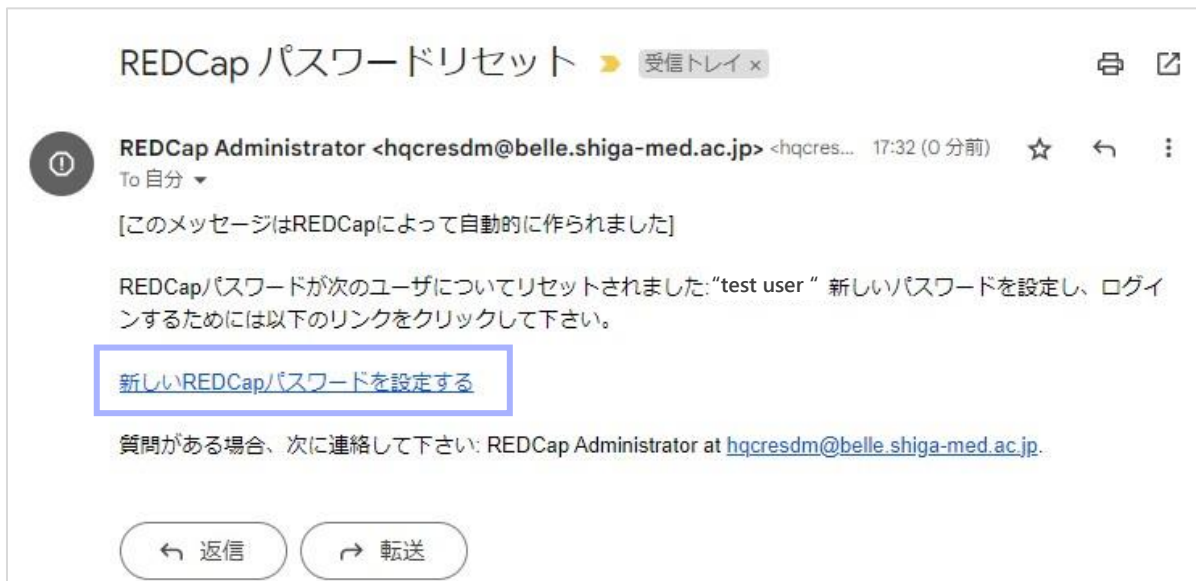 REDCap パスワードリセット 受信トレイ ×
REDCap Administrator <hqcresdm@belle.shiga-med.ac.jp> <hqcres... 17:32 (0 分前)
To 自分
[このメッセージはREDCapによって自動的に作られました]
REDCapパスワードが次のユーザについてリセットされました:“test user “ 新しいパスワードを設定し、ログイ
ンするためには以下のリンクをクリックして下さい。
新しいREDCapパスワードを設定する
質問がある場合、次に連絡して下さい: REDCap Administrator at hqcresdm@belle.shiga-med.ac.jp.
返信 転送